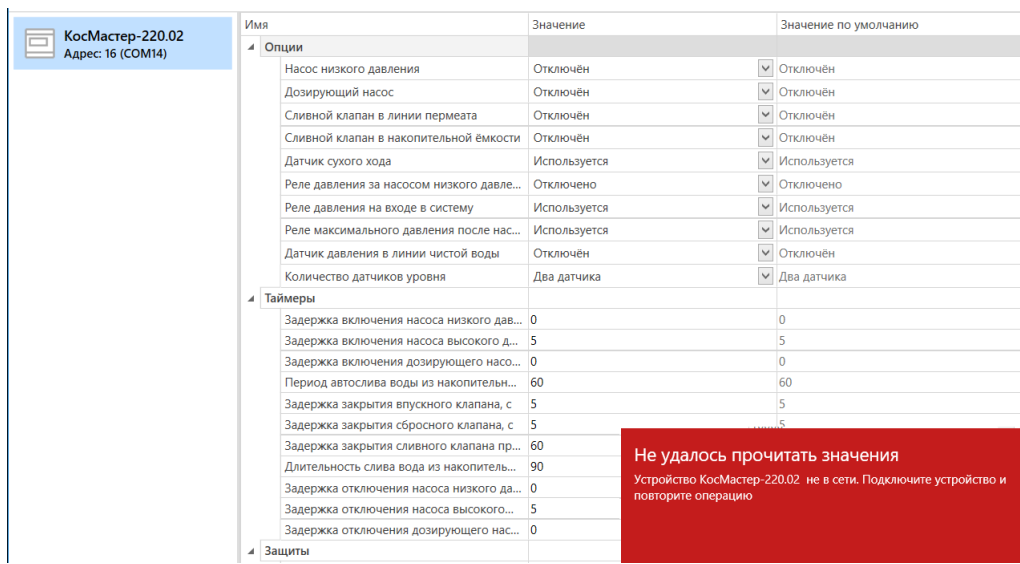 КосМастер-220.02
Адрес: 16 (COM14)
Имя Значение Значение по умолчанию
Опции
Насос низкого давления Отключён Отключён
Дозирующий насос Отключён Отключён
Сливной клапан в линии пермеата Отключён Отключён
Сливной клапан в накопительной ёмкости Отключён Отключён
Датчик сухого хода Используется Используется
Реле давления за насосом низкого давле... Отключено Отключено
Реле давления на входе в систему Используется Используется
Реле максимального давления после нас... Используется Используется
Датчик давления в линии чистой воды Отключён Отключён
Количество датчиков уровня Два датчика Два датчика
Таймеры
Задержка включения насоса низкого дав... 0 0
Задержка включения насоса высокого д... 5 5
Задержка включения дозирующего насо... 0 0
Период автослива воды из накопительн... 60 60
Задержка закрытия впускного клапана, с 5 5
Задержка закрытия сбросного клапана, с 5 5
Задержка закрытия сливного клапана пр... 60
Длительность слива вода из накопитель... 90
Задержка отключения насоса низкого да... 0
Задержка отключения насоса высокого... 5
Задержка отключения дозирующего нас... 0
Защиты
Не удалось прочитать значения
Устройство КосМастер-220.02 не в сети. Подключите устройство и
повторите операцию